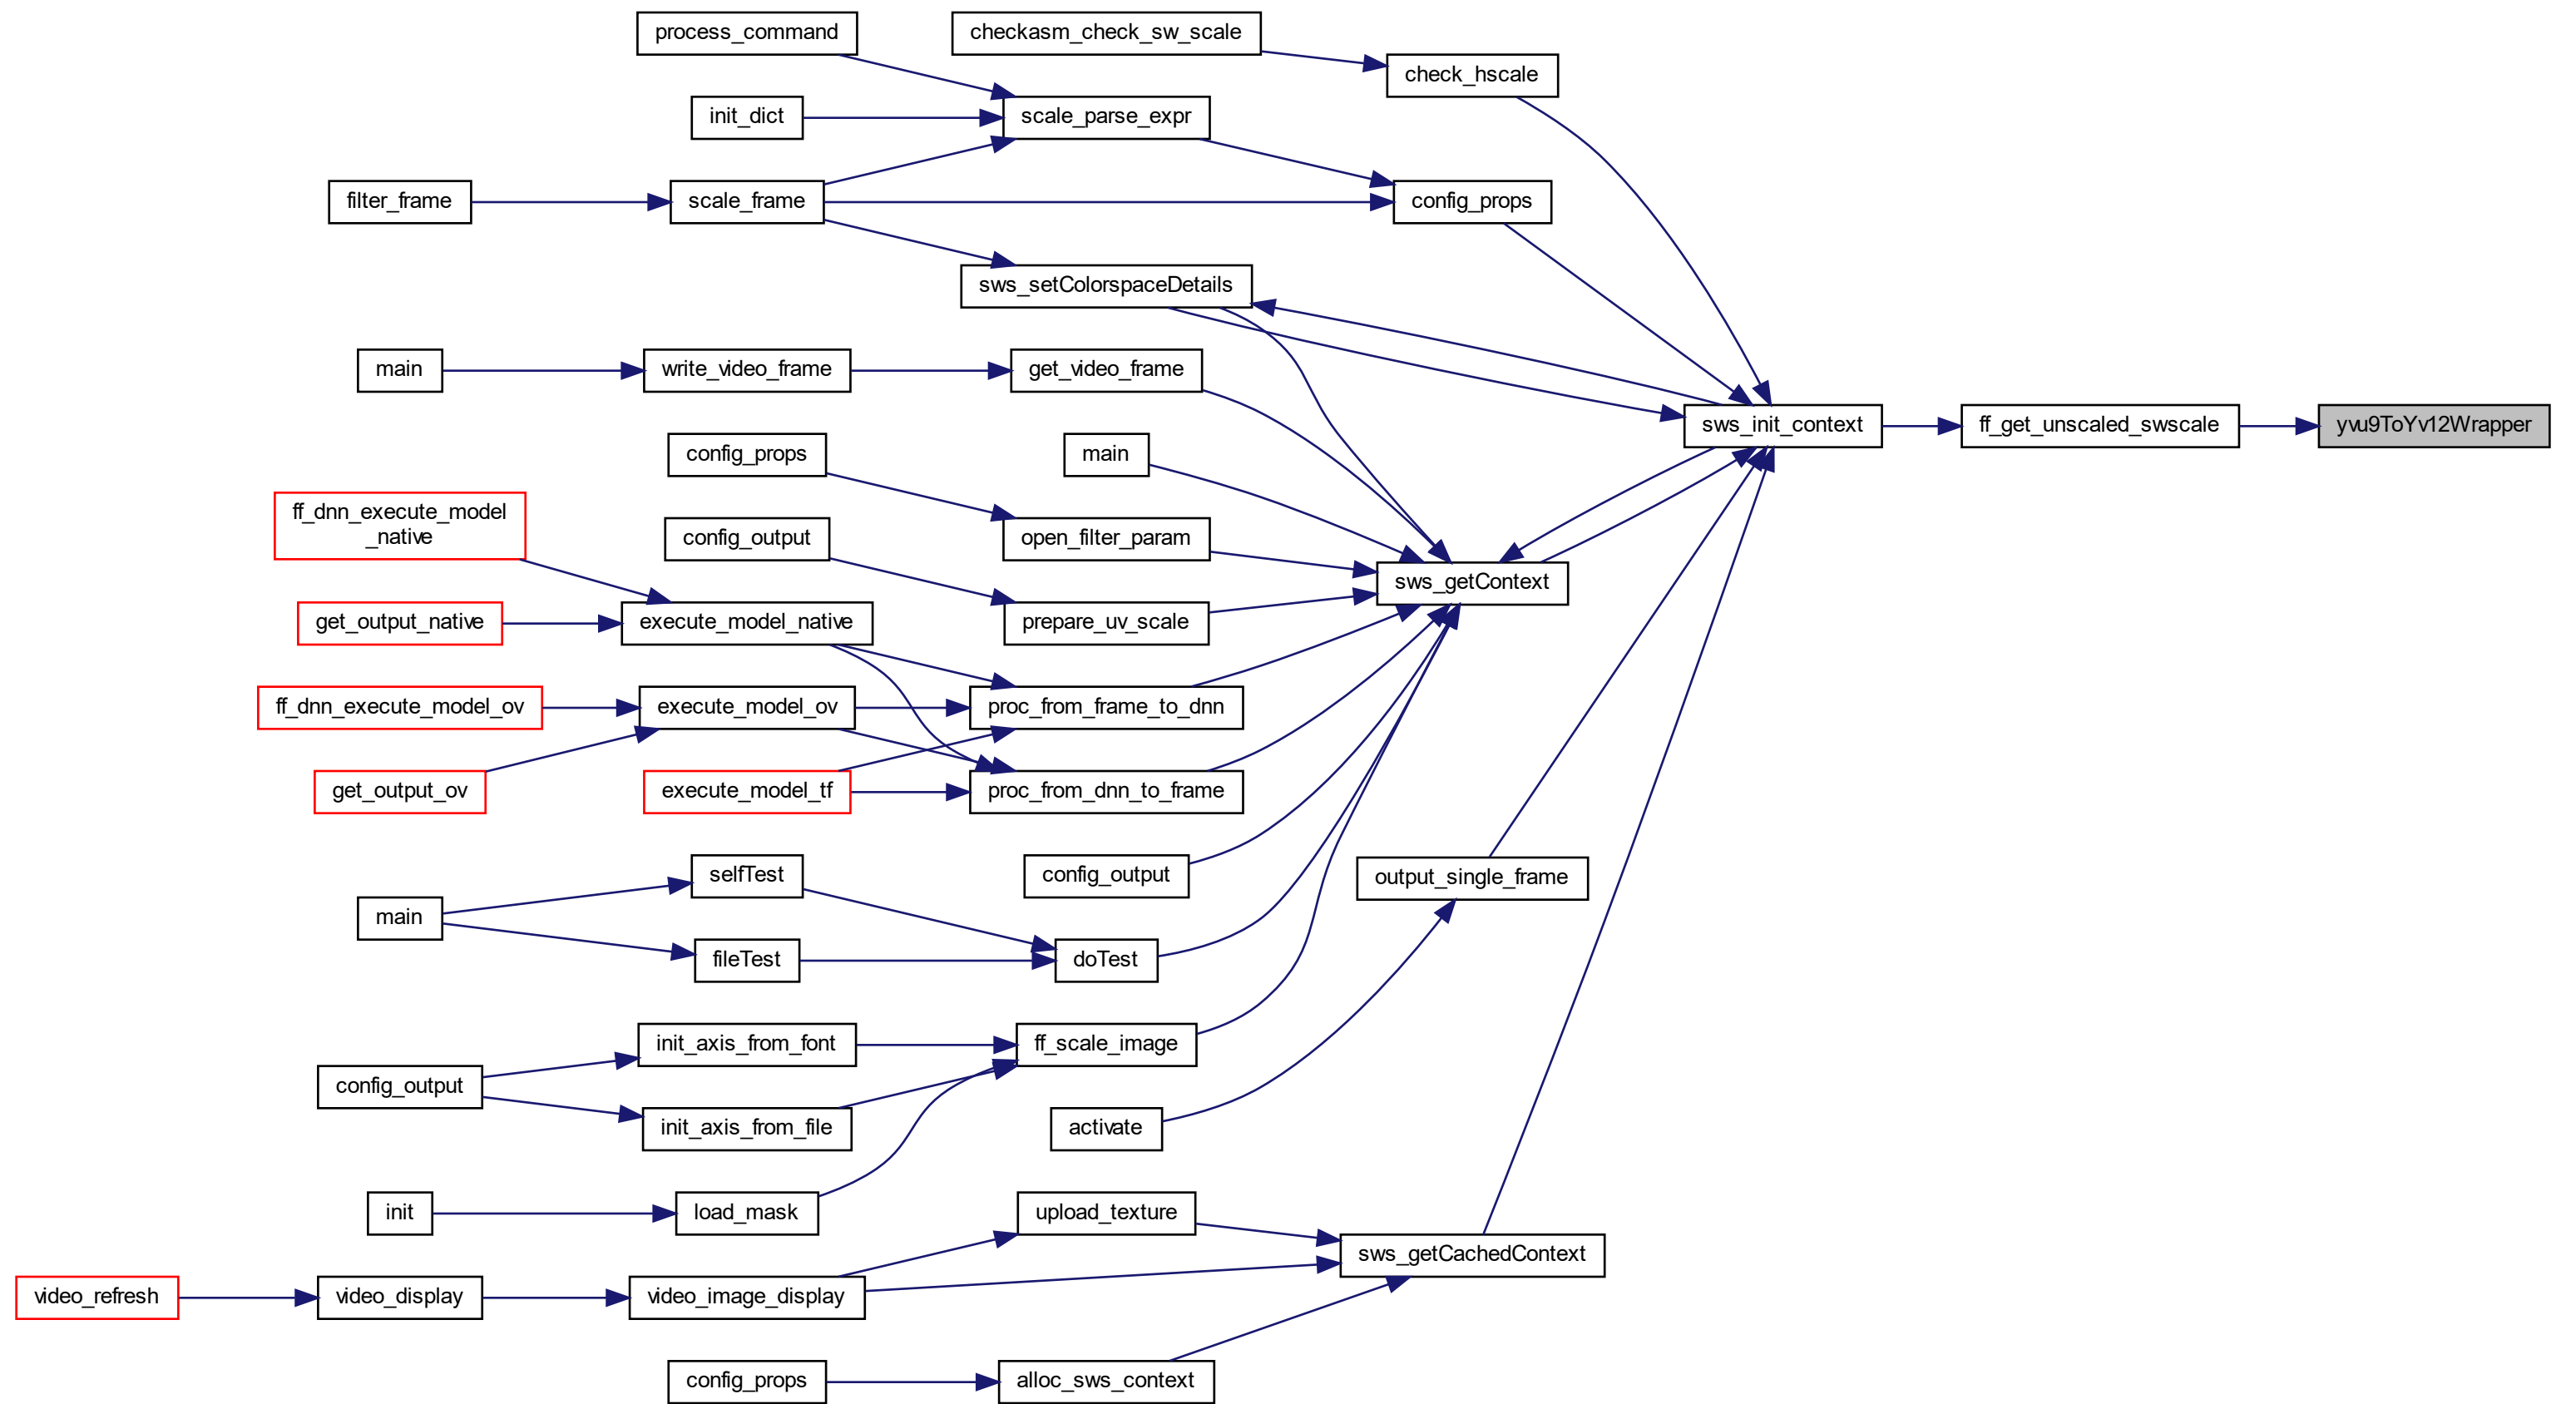 process_command
checkasm_check_sw_scale
check_hscale
init_dict
scale_parse_expr
filter_frame
scale_frame
config_props
sws_setColorspaceDetails
main
write_video_frame
get_video_frame
sws_init_context
ff_get_unscaled_swscale
yvu9ToYv12Wrapper
config_props
main
ff_dnn_execute_model
_native
config_output
open_filter_param
sws_getContext
get_output_native
execute_model_native
prepare_uv_scale
ff_dnn_execute_model_ov
execute_model_ov
proc_from_frame_to_dnn
get_output_ov
execute_model_tf
proc_from_dnn_to_frame
selfTest
config_output
output_single_frame
main
fileTest
doTest
init_axis_from_font
ff_scale_image
config_output
init_axis_from_file
activate
init
load_mask
upload_texture
sws_getCachedContext
video_refresh
video_display
video_image_display
config_props
alloc_sws_context